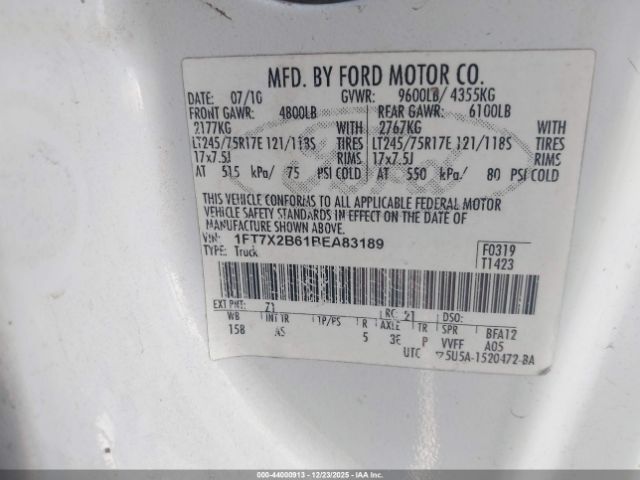 MFD. BY FORD MOTOR CO.
DATE: 07/10 GVWR: 9600LB/ 4355KG
FRONT GAWR: 4800LB REAR GAWR: 6100LB
2177KG WITH 2767KG WITH
LT245/75R17E 121/118S TIRES LT245/75R17E 121/118S TIRES
17x7.5J RIMS 17x7.5J RIMS
AT 515 kPa/ 75 PSI COLD AT 550 kPa/ 80 PSI COLD
THIS VEHICLE CONFORMS TO ALL APPLICABLE FEDERAL MOTOR
VEHICLE SAFETY STANDARDS IN EFFECT ON THE DATE OF
MANUFACTURE SHOWN ABOVE.
VIN: 1FT7X2B61BEA83189
TYPE: Truck
F0319
T1423
EXT PNT: Z1 RC: 21 DSO:
WB INT TR TP/PS R AXLE TR SPR BFA12
158 AS 5 3E P VVFF A05
UTC 5U5A-1520472-BA
000-44000913 - 12/23/2025 - IAAI.com